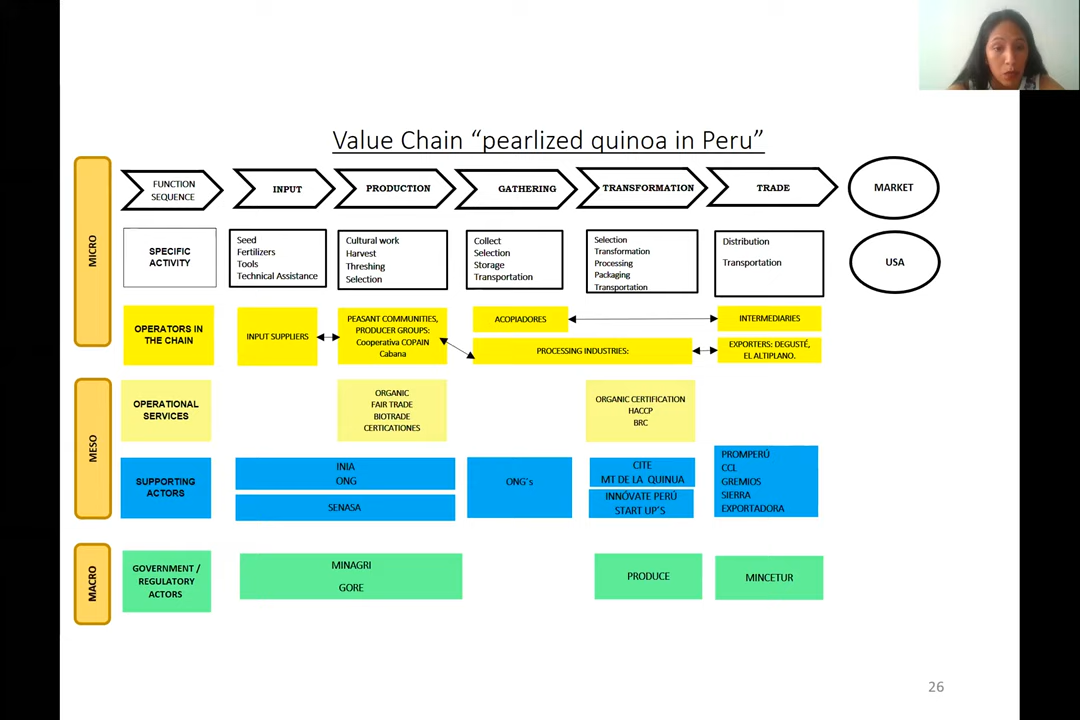 Value Chain “pearlized quinoa in Peru”
MICRO
FUNCTION
SEQUENCE
INPUT
PRODUCTION
GATHERING
TRANSFORMATION
TRADE
MARKET
SPECIFIC
ACTIVITY
Seed
Fertilizers
Tools
Technical Assistance
Cultural work
Harvest
Threshing
Selection
Collect
Selection
Storage
Transportation
Selection
Transformation
Processing
Packaging
Transportation
Distribution
Transportation
USA
OPERATORS IN
THE CHAIN
INPUT SUPPLIERS
PEASANT COMMUNITIES,
PRODUCER GROUPS:
Cooperativa COPAIN
Cabana
ACOPIADORES
INTERMEDIARIES
PROCESSING INDUSTRIES:
EXPORTERS: DEGUSTÉ,
EL ALTIPLANO.
MESO
OPERATIONAL
SERVICES
ORGANIC
FAIR TRADE
BIOTRADE
CERTICATIONES
ORGANIC CERTIFICATION
HACCP
BRC
SUPPORTING
ACTORS
INIA
ONG
SENASA
ONG´s
CITE
MT DE LA QUINUA
INNÓVATE PERÚ
START UP´S
PROMPERÚ
CCL
GREMIOS
SIERRA
EXPORTADORA
MACRO
GOVERNMENT /
REGULATORY
ACTORS
MINAGRI
GORE
PRODUCE
MINCETUR
26